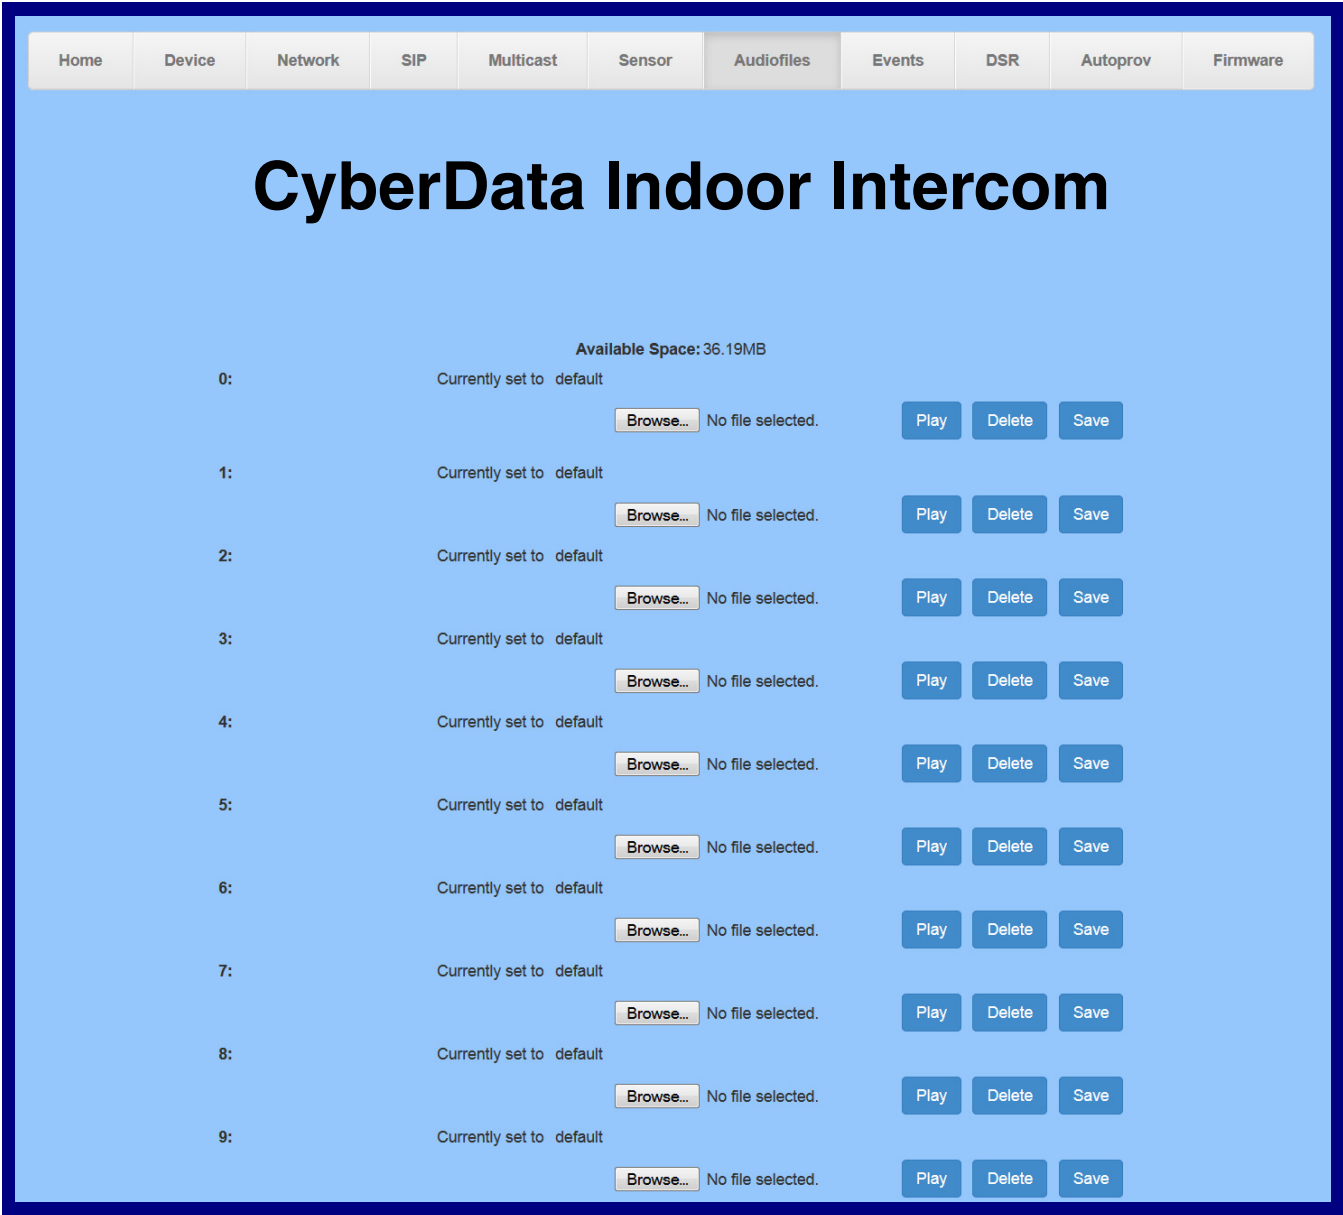 Home Device Network SIP Multicast Sensor Audiofiles Events DSR Autoprov Firmware
CyberData Indoor Intercom
Available Space: 36.19MB
0: Currently set to default
Browse... No file selected. Play Delete Save
1: Currently set to default
Browse... No file selected. Play Delete Save
2: Currently set to default
Browse... No file selected. Play Delete Save
3: Currently set to default
Browse... No file selected. Play Delete Save
4: Currently set to default
Browse... No file selected. Play Delete Save
5: Currently set to default
Browse... No file selected. Play Delete Save
6: Currently set to default
Browse... No file selected. Play Delete Save
7: Currently set to default
Browse... No file selected. Play Delete Save
8: Currently set to default
Browse... No file selected. Play Delete Save
9: Currently set to default
Browse... No file selected. Play Delete Save